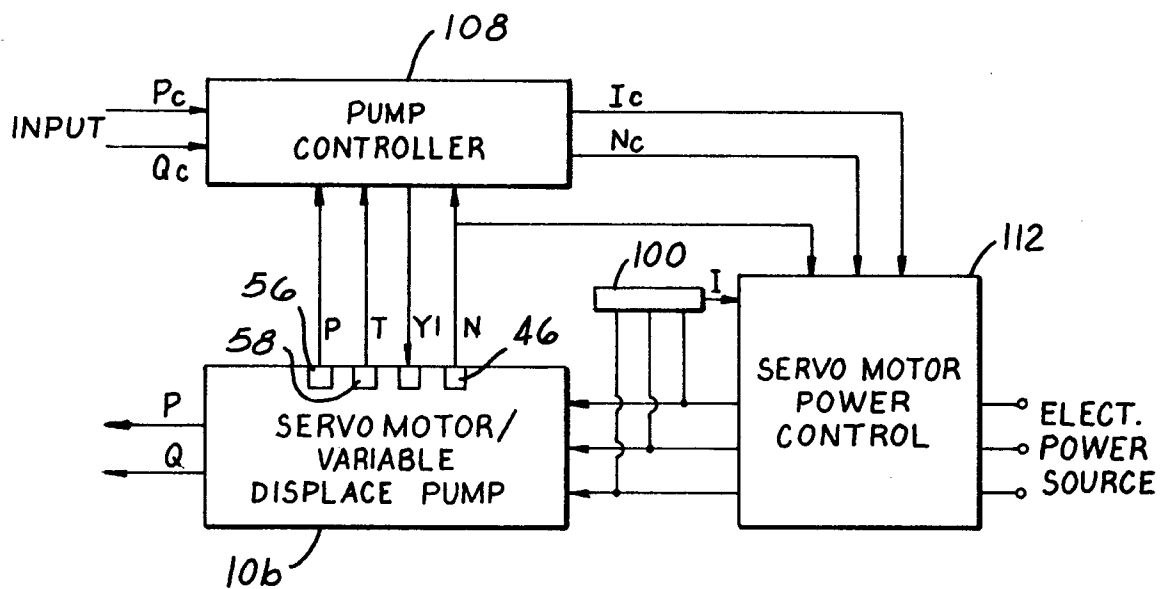 108
Pc
INPUT
Qc
PUMP
CONTROLLER
Ic
Nc
112
100
I
56
58
P
T
Y1
N
46
SERVO MOTOR
POWER
CONTROL
ELECT.
POWER
SOURCE
P
Q
SERVO MOTOR/
VARIABLE
DISPLACE PUMP
10b